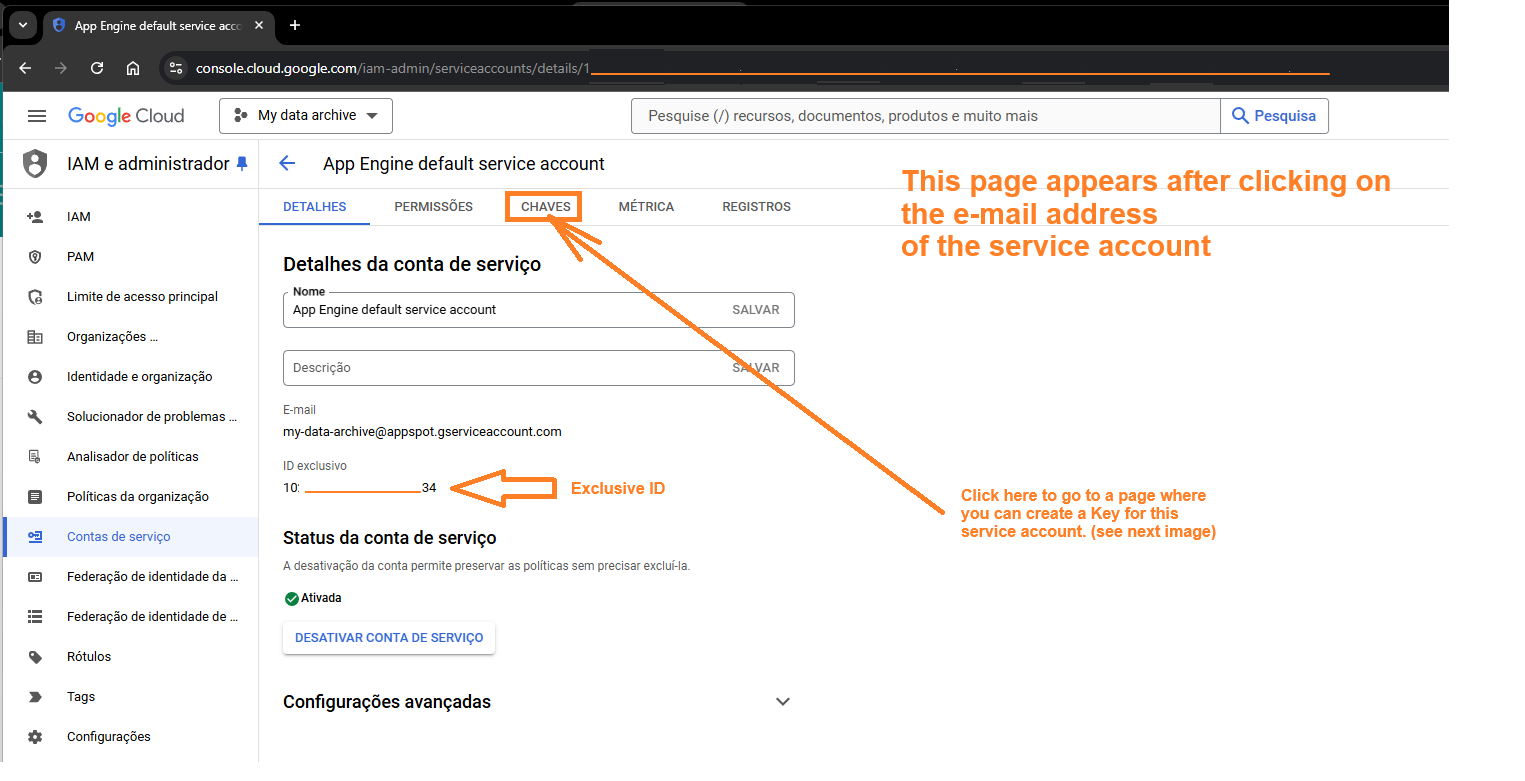 App Engine default service acco
console.cloud.google.com/iam-admin/serviceaccounts/details/1
Google Cloud
My data archive
Pesquise (/) recursos, documentos, produtos e muito mais
Pesquisa
IAM e administrador
App Engine default service account
This page appears after clicking on
the e-mail address
of the service account
DETALHES
PERMISSÕES
CHAVES
MÉTRICA
REGISTROS
IAM
PAM
Limite de acesso principal
Organizações ...
Identidade e organização
Solucionador de problemas ...
Analisador de políticas
Políticas da organização
Contas de serviço
Federação de identidade da ...
Federação de identidade de ...
Rótulos
Tags
Configurações
Detalhes da conta de serviço
Nome
App Engine default service account
SALVAR
Descrição
SALVAR
E-mail
my-data-archive@appspot.gserviceaccount.com
ID exclusivo
10
34
Exclusive ID
Click here to go to a page where
you can create a Key for this
service account. (see next image)
Status da conta de serviço
A desativação da conta permite preservar as políticas sem precisar excluí-la.
Ativada
DESATIVAR CONTA DE SERVIÇO
Configurações avançadas